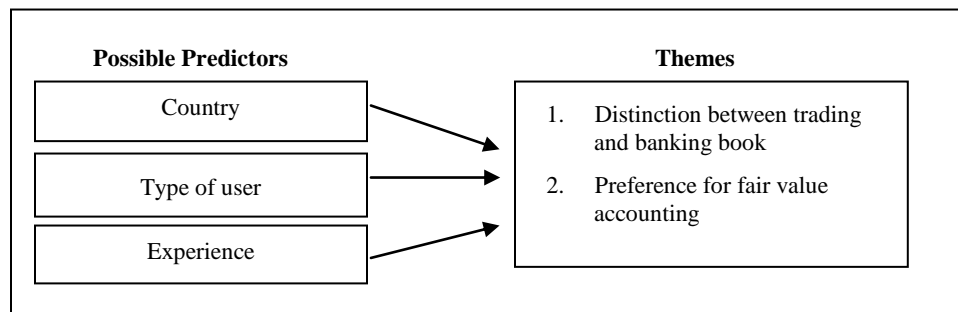 Possible Predictors
Country
Type of user
Experience
Themes
1. Distinction between trading
and banking book
2. Preference for fair value
accounting